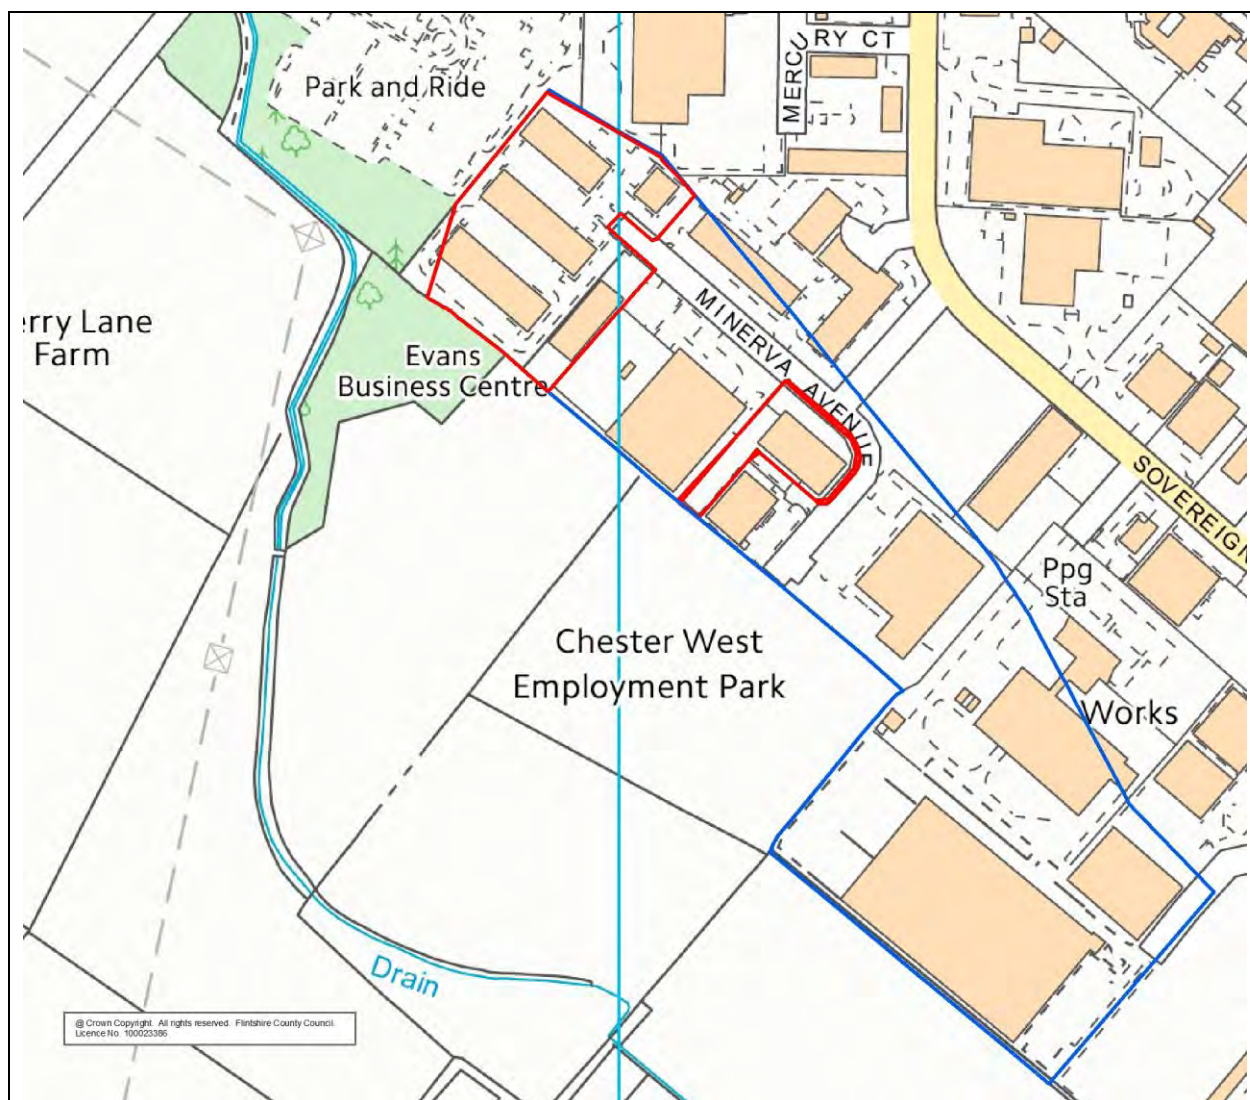 RY CT
MERCU
Park and Ride
erry Lane
Farm
MINERVA AVENUE
Evans
Business Centre
SOVEREIGN
Ppg
Sta
Chester West
Employment Park
Works
Drain
@ Crown Copyright. All rights reserved. Flintshire County Council.
Licence No. 100023386